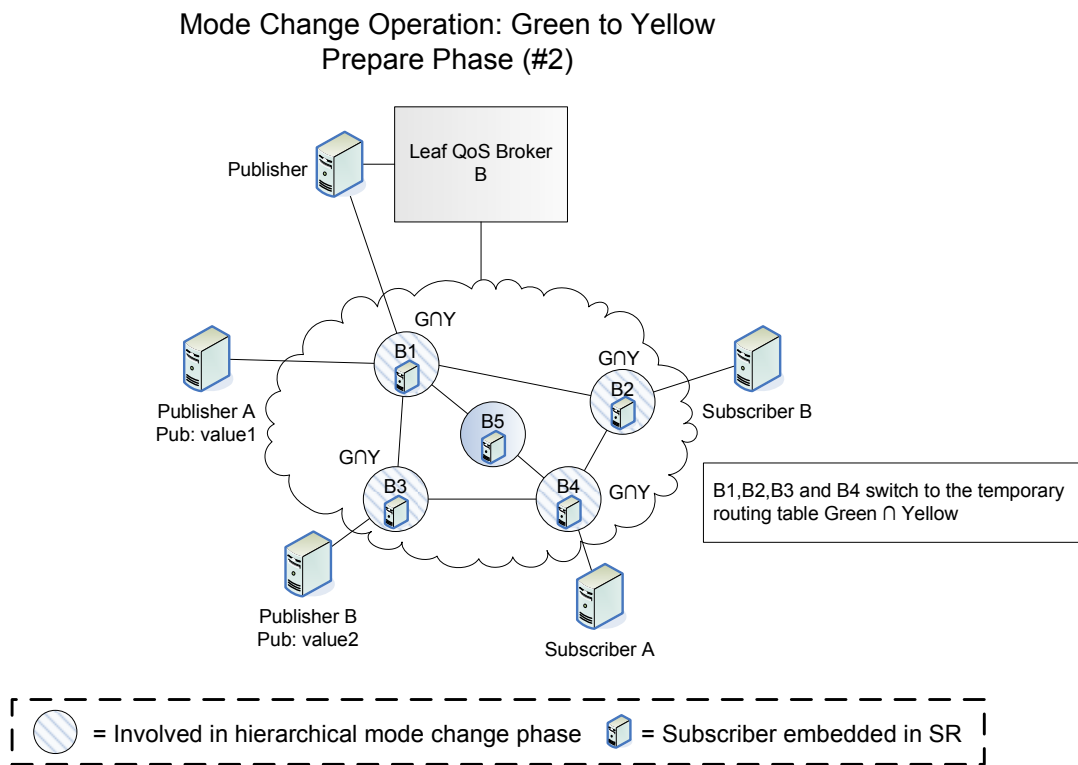 Mode Change Operation: Green to Yellow
Prepare Phase (#2)
Publisher
Leaf QoS Broker
B
G∩Y
B1
G∩Y
B2
Publisher A
Pub: value1
Subscriber B
B5
G∩Y
B3
B4
G∩Y
B1,B2,B3 and B4 switch to the temporary
routing table Green ∩ Yellow
Publisher B
Pub: value2
Subscriber A
= Involved in hierarchical mode change phase
= Subscriber embedded in SR